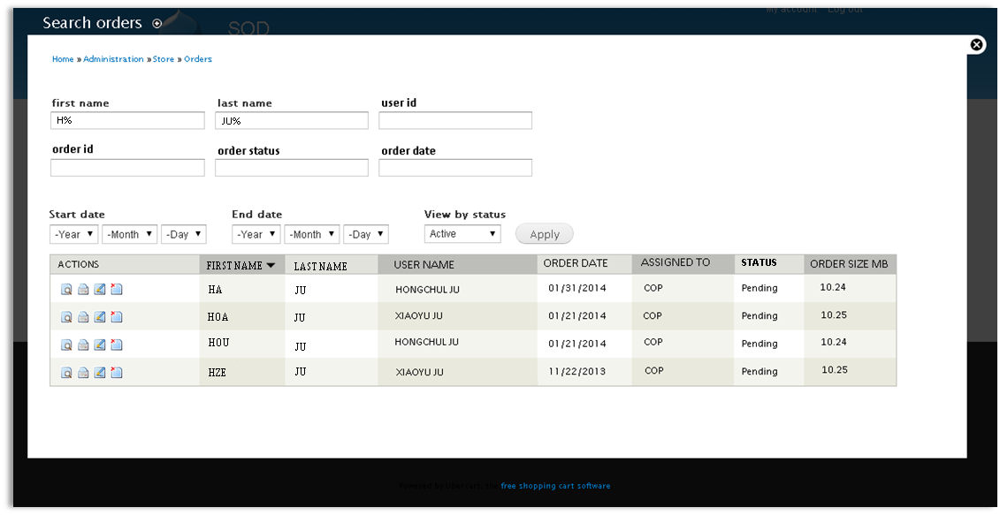 My account Log out
Search orders
SOD
Home » Administration » Store » Orders
first name last name user id
H% JU%
order id order status order date
Start date End date View by status
-Year -Month -Day -Year -Month -Day Active Apply
ACTIONS FIRST NAME LAST NAME USER NAME ORDER DATE ASSIGNED TO STATUS ORDER SIZE MB
HA JU HONGCHUL JU 01/31/2014 COP Pending 10.24
HOA JU XIAOYU JU 01/21/2014 COP Pending 10.25
HOU JU HONGCHUL JU 01/21/2014 COP Pending 10.24
HZE JU XIAOYU JU 11/22/2013 COP Pending 10.25
Powered by Ubercart, the free shopping cart software